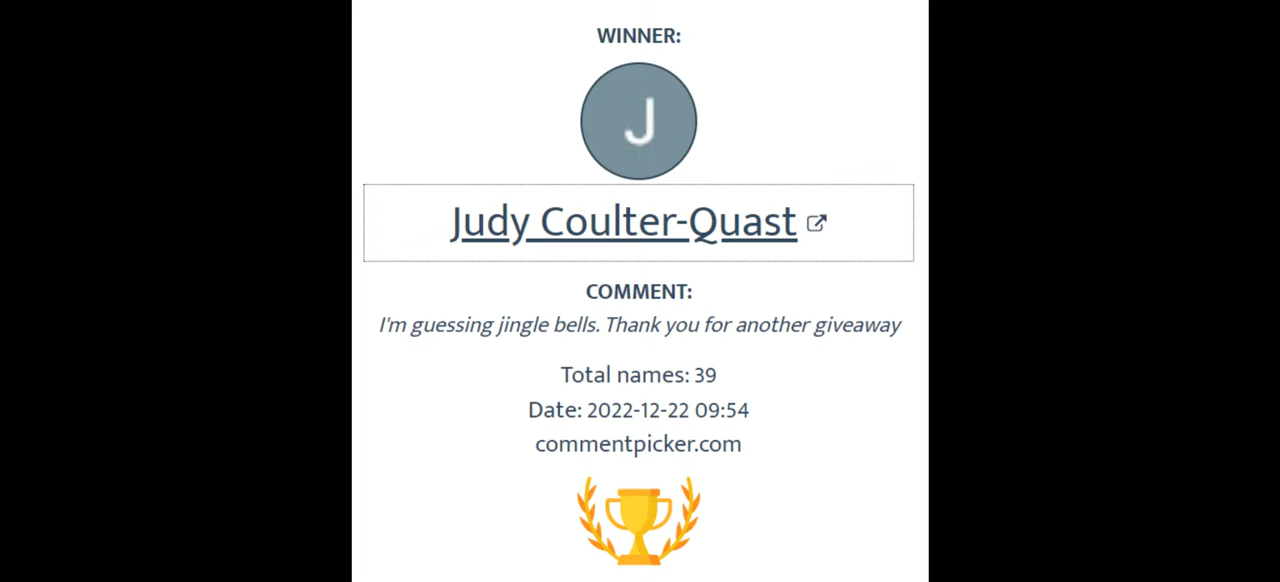 WINNER:
J
Judy Coulter-Quast
COMMENT:
I'm guessing jingle bells. Thank you for another giveaway
Total names: 39
Date: 2022-12-22 09:54
commentpicker.com